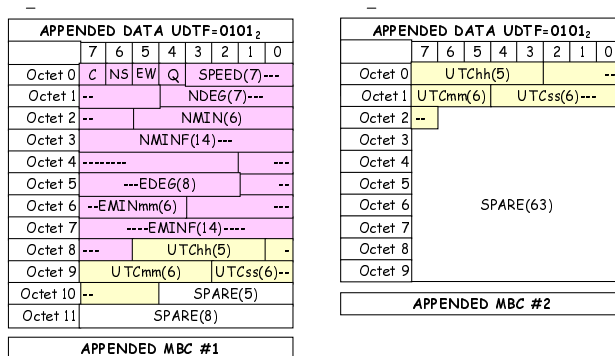 APPENDED DATA UDTF=0101₂
7 6 5 4 3 2 1 0
Octet 0 C NS EW Q SPEED(7)---
Octet 1 -- NDEG(7)---
Octet 2 -- NMIN(6)
Octet 3 NMINF(14)---
Octet 4 -------- ---
Octet 5 ---EDEG(8) --
Octet 6 --EMINmm(6) ---
Octet 7 ----EMINF(14)----
Octet 8 --- UTChh(5) -
Octet 9 UTCmm(6) UTCss(6)--
Octet 10 -- SPARE(5)
Octet 11 SPARE(8)
APPENDED MBC #1
APPENDED DATA UDTF=0101₂
7 6 5 4 3 2 1 0
Octet 0 UTChh(5) --
Octet 1 UTCmm(6) UTCss(6)---
Octet 2 --
Octet 3
Octet 4
Octet 5
Octet 6 SPARE(63)
Octet 7
Octet 8
Octet 9
APPENDED MBC #2